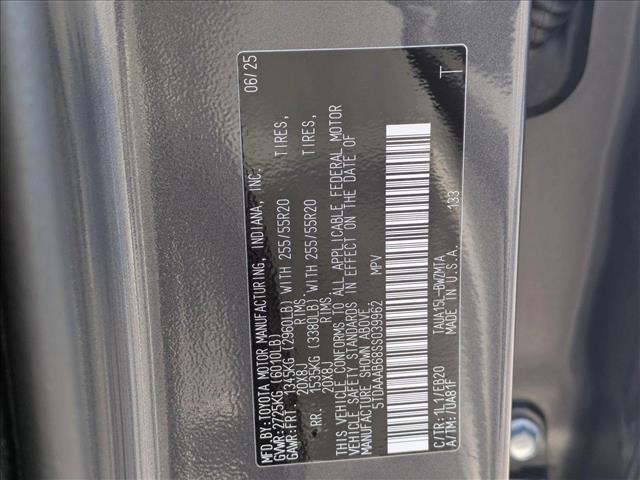 MFD.BY:TOYOTA MOTOR MANUFACTURING, INDIANA, INC. 06/25
GVWR:2725KG(6010LB)
GAWR:FRT. 1345KG (2960LB) WITH 255/55R20 TIRES,
20X8J RIMS.
RR. 1535KG (3380LB) WITH 255/55R20 TIRES,
20X8J RIMS.
THIS VEHICLE CONFORMS TO ALL APPLICABLE FEDERAL MOTOR
VEHICLE SAFETY STANDARDS IN EFFECT ON THE DATE OF
MANUFACTURE SHOWN ABOVE.
5TDAAAB68SS039962 MPV
C/TR:1L1/EB20 TAUA15L-BWZMTA 133
A/TM:/UA81F MADE IN U.S.A.
T